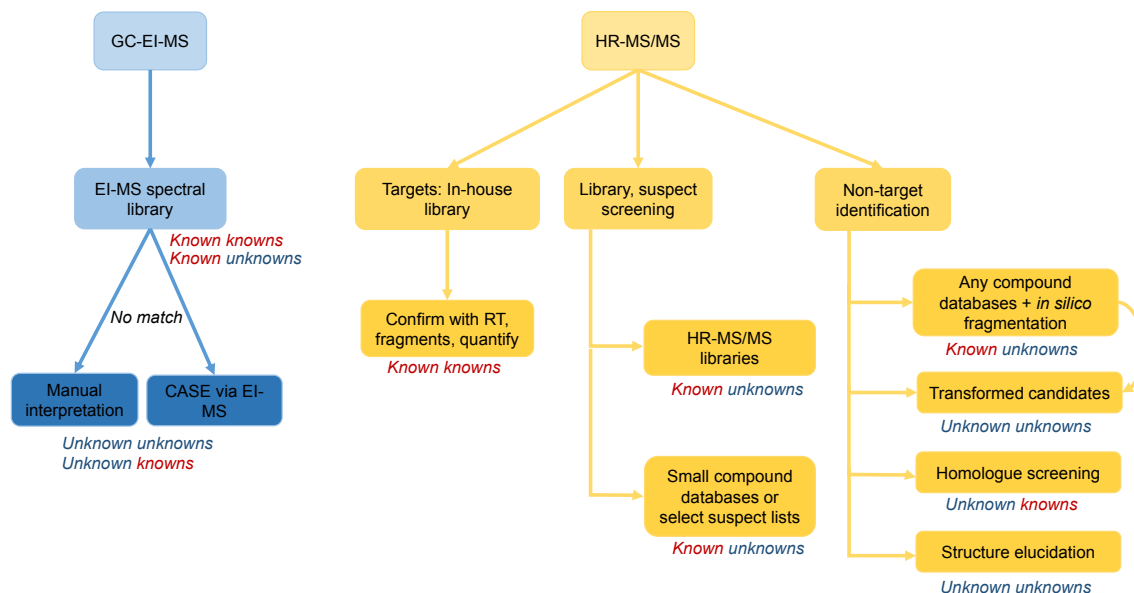 GC-EI-MS
EI-MS spectral
library
Known knowns
Known unknowns
No match
Manual
interpretation
CASE via EI-
MS
Unknown unknowns
Unknown knowns
HR-MS/MS
Targets: In-house
library
Confirm with RT,
fragments, quantify
Known knowns
Library, suspect
screening
HR-MS/MS
libraries
Known unknowns
Small compound
databases or
select suspect lists
Known unknowns
Non-target
identification
Any compound
databases + in silico
fragmentation
Known unknowns
Transformed candidates
Unknown unknowns
Homologue screening
Unknown knowns
Structure elucidation
Unknown unknowns